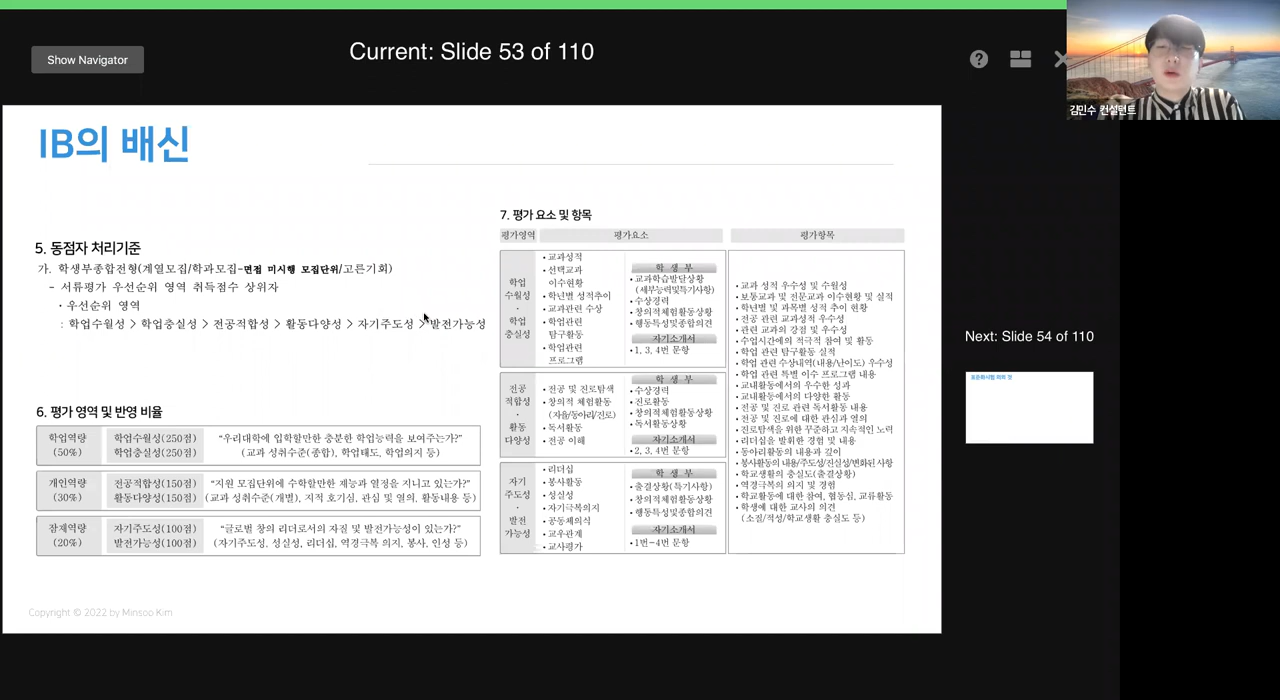 Show Navigator
Current: Slide 53 of 110
?
김민수 컨설턴트
IB의 배신
5. 동점자 처리기준
가. 학생부종합전형(계열모집/학과모집-면접 미시행 모집단위/고른기회)
- 서류평가 우선순위 영역 취득점수 상위자
· 우선순위 영역
: 학업수월성 > 학업충실성 > 전공적합성 > 활동다양성 > 자기주도성 > 발전가능성
6. 평가 영역 및 반영 비율
학업역량
(50%)
학업수월성(250점)
학업충실성(250점)
“우리대학에 입학할만한 충분한 학업능력을 보여주는가?”
(교과 성취수준(종합), 학업태도, 학업의지 등)
개인역량
(30%)
전공적합성(150점)
활동다양성(150점)
“지원 모집단위에 수학할만한 재능과 열정을 지니고 있는가?”
(교과 성취수준(개별), 지적 호기심, 관심 및 열의, 활동내용 등)
잠재역량
(20%)
자기주도성(100점)
발전가능성(100점)
“글로벌 창의 리더로서의 자질 및 발전가능성이 있는가?”
(자기주도성, 성실성, 리더십, 역경극복 의지, 봉사, 인성 등)
7. 평가 요소 및 항목
평가영역 평가요소 평가항목
학업
수월성
·
학업
충실성
• 교과성적
• 선택교과
이수현황
• 학년별 성적추이
• 교과관련 수상
• 학업관련
탐구활동
• 학업관련
프로그램
학 생 부
• 교과학습발달상황
(세부능력및특기사항)
• 수상경력
• 창의적체험활동상황
• 행동특성및종합의견
자기소개서
• 1, 3, 4번 문항
전공
적합성
·
활동
다양성
• 전공 및 진로탐색
• 창의적 체험활동
(자율/동아리/진로)
• 독서활동
• 전공 이해
학 생 부
• 수상경력
• 진로활동
• 창의적체험활동상황
• 독서활동상황
자기소개서
• 2, 3, 4번 문항
자기
주도성
·
발전
가능성
• 리더십
• 봉사활동
• 성실성
• 자기극복의지
• 공동체의식
• 교우관계
• 교사평가
학 생 부
• 출결상황(특기사항)
• 창의적체험활동상황
• 행동특성및종합의견
자기소개서
• 1번~4번 문항
• 교과 성적 우수성 및 수월성
• 보통교과 및 전문교과 이수현황 및 실적
• 학년별 및 과목별 성적 추이 현황
• 전공 관련 교과성적 우수성
• 관련 교과의 강점 및 우수성
• 수업시간에의 적극적 참여 및 활동
• 학업 관련 탐구활동 실적
• 학업 관련 수상내역(내용/난이도) 우수성
• 학업 관련 특별 이수 프로그램 내용
• 교내활동에서의 우수한 성과
• 교내활동에서의 다양한 활동
• 전공 및 진로 관련 독서활동 내용
• 전공 및 진로에 대한 관심과 열의
• 진로탐색을 위한 꾸준하고 지속적인 노력
• 리더십을 발휘한 경험 및 내용
• 동아리활동의 내용과 깊이
• 봉사활동의 내용/주도성/진실성/변화된 사항
• 학교생활의 충실도(출결상황)
• 역경극복의 의지 및 경험
• 학교활동에 대한 참여, 협동심, 교류활동
• 학생에 대한 교사의 의견
(소질/적성/학교생활 충실도 등)
Copyright © 2022 by Minsoo Kim
Next: Slide 54 of 110